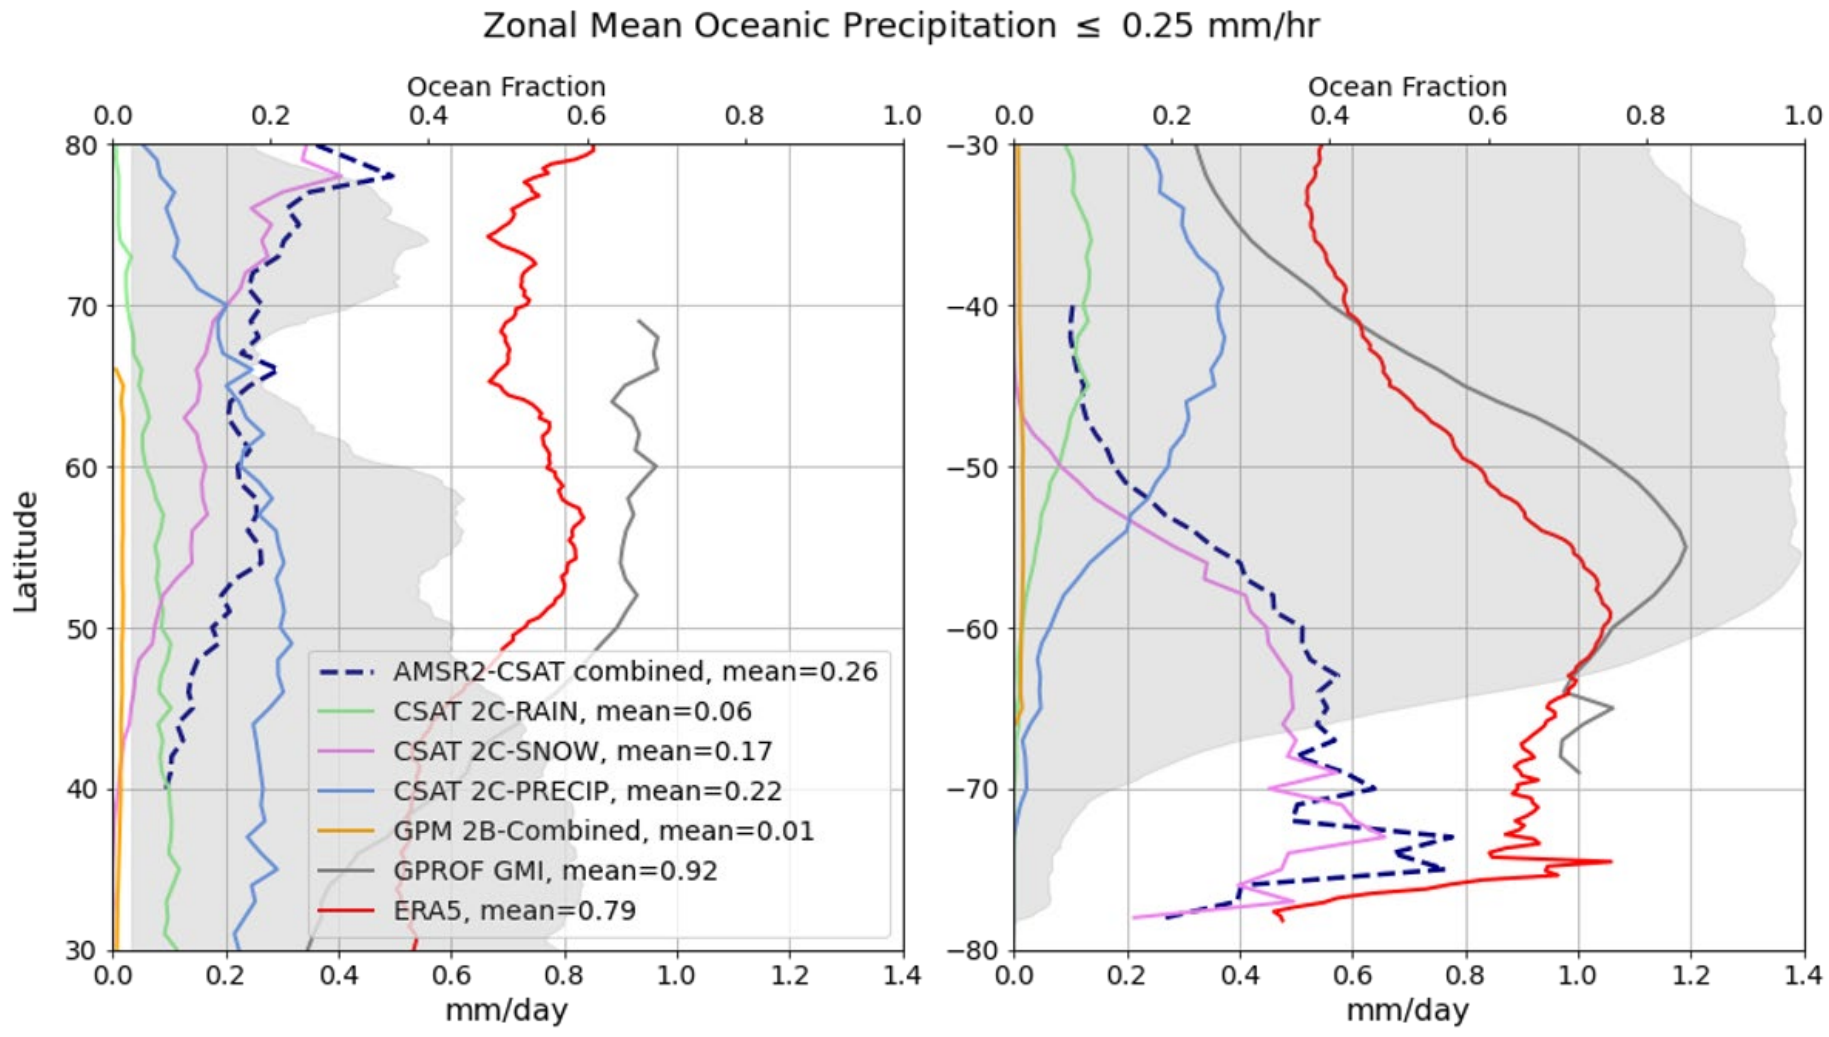 Zonal Mean Oceanic Precipitation ≤ 0.25 mm/hr
Ocean Fraction
0.0 0.2 0.4 0.6 0.8 1.0
80
70
60
50
40
30
Latitude
AMSR2-CSAT combined, mean=0.26
CSAT 2C-RAIN, mean=0.06
CSAT 2C-SNOW, mean=0.17
CSAT 2C-PRECIP, mean=0.22
GPM 2B-Combined, mean=0.01
GPROF GMI, mean=0.92
ERA5, mean=0.79
0.0 0.2 0.4 0.6 0.8 1.0 1.2 1.4
mm/day
Ocean Fraction
0.0 0.2 0.4 0.6 0.8 1.0
−30
−40
−50
−60
−70
−80
0.0 0.2 0.4 0.6 0.8 1.0 1.2 1.4
mm/day